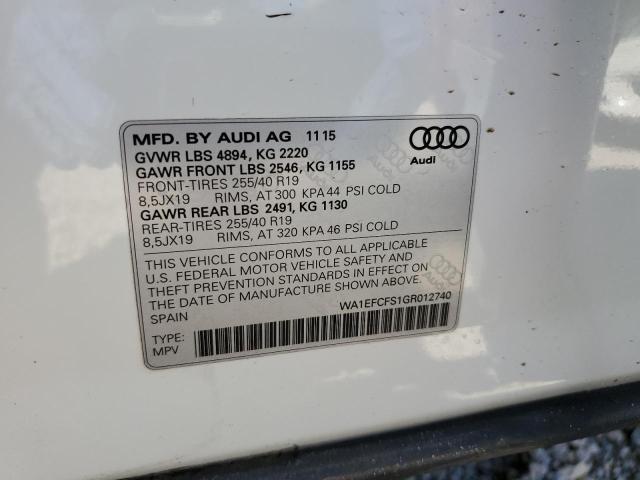 MFD. BY AUDI AG 11 15
GVWR LBS 4894, KG 2220
GAWR FRONT LBS 2546, KG 1155
FRONT-TIRES 255/40 R19
8,5JX19 RIMS, AT 300 KPA 44 PSI COLD
GAWR REAR LBS 2491, KG 1130
REAR-TIRES 255/40 R19
8,5JX19 RIMS, AT 320 KPA 46 PSI COLD
Audi
THIS VEHICLE CONFORMS TO ALL APPLICABLE
U.S. FEDERAL MOTOR VEHICLE SAFETY AND
THEFT PREVENTION STANDARDS IN EFFECT ON
THE DATE OF MANUFACTURE SHOWN ABOVE.
SPAIN
WA1EFCFS1GR012740
TYPE:
MPV